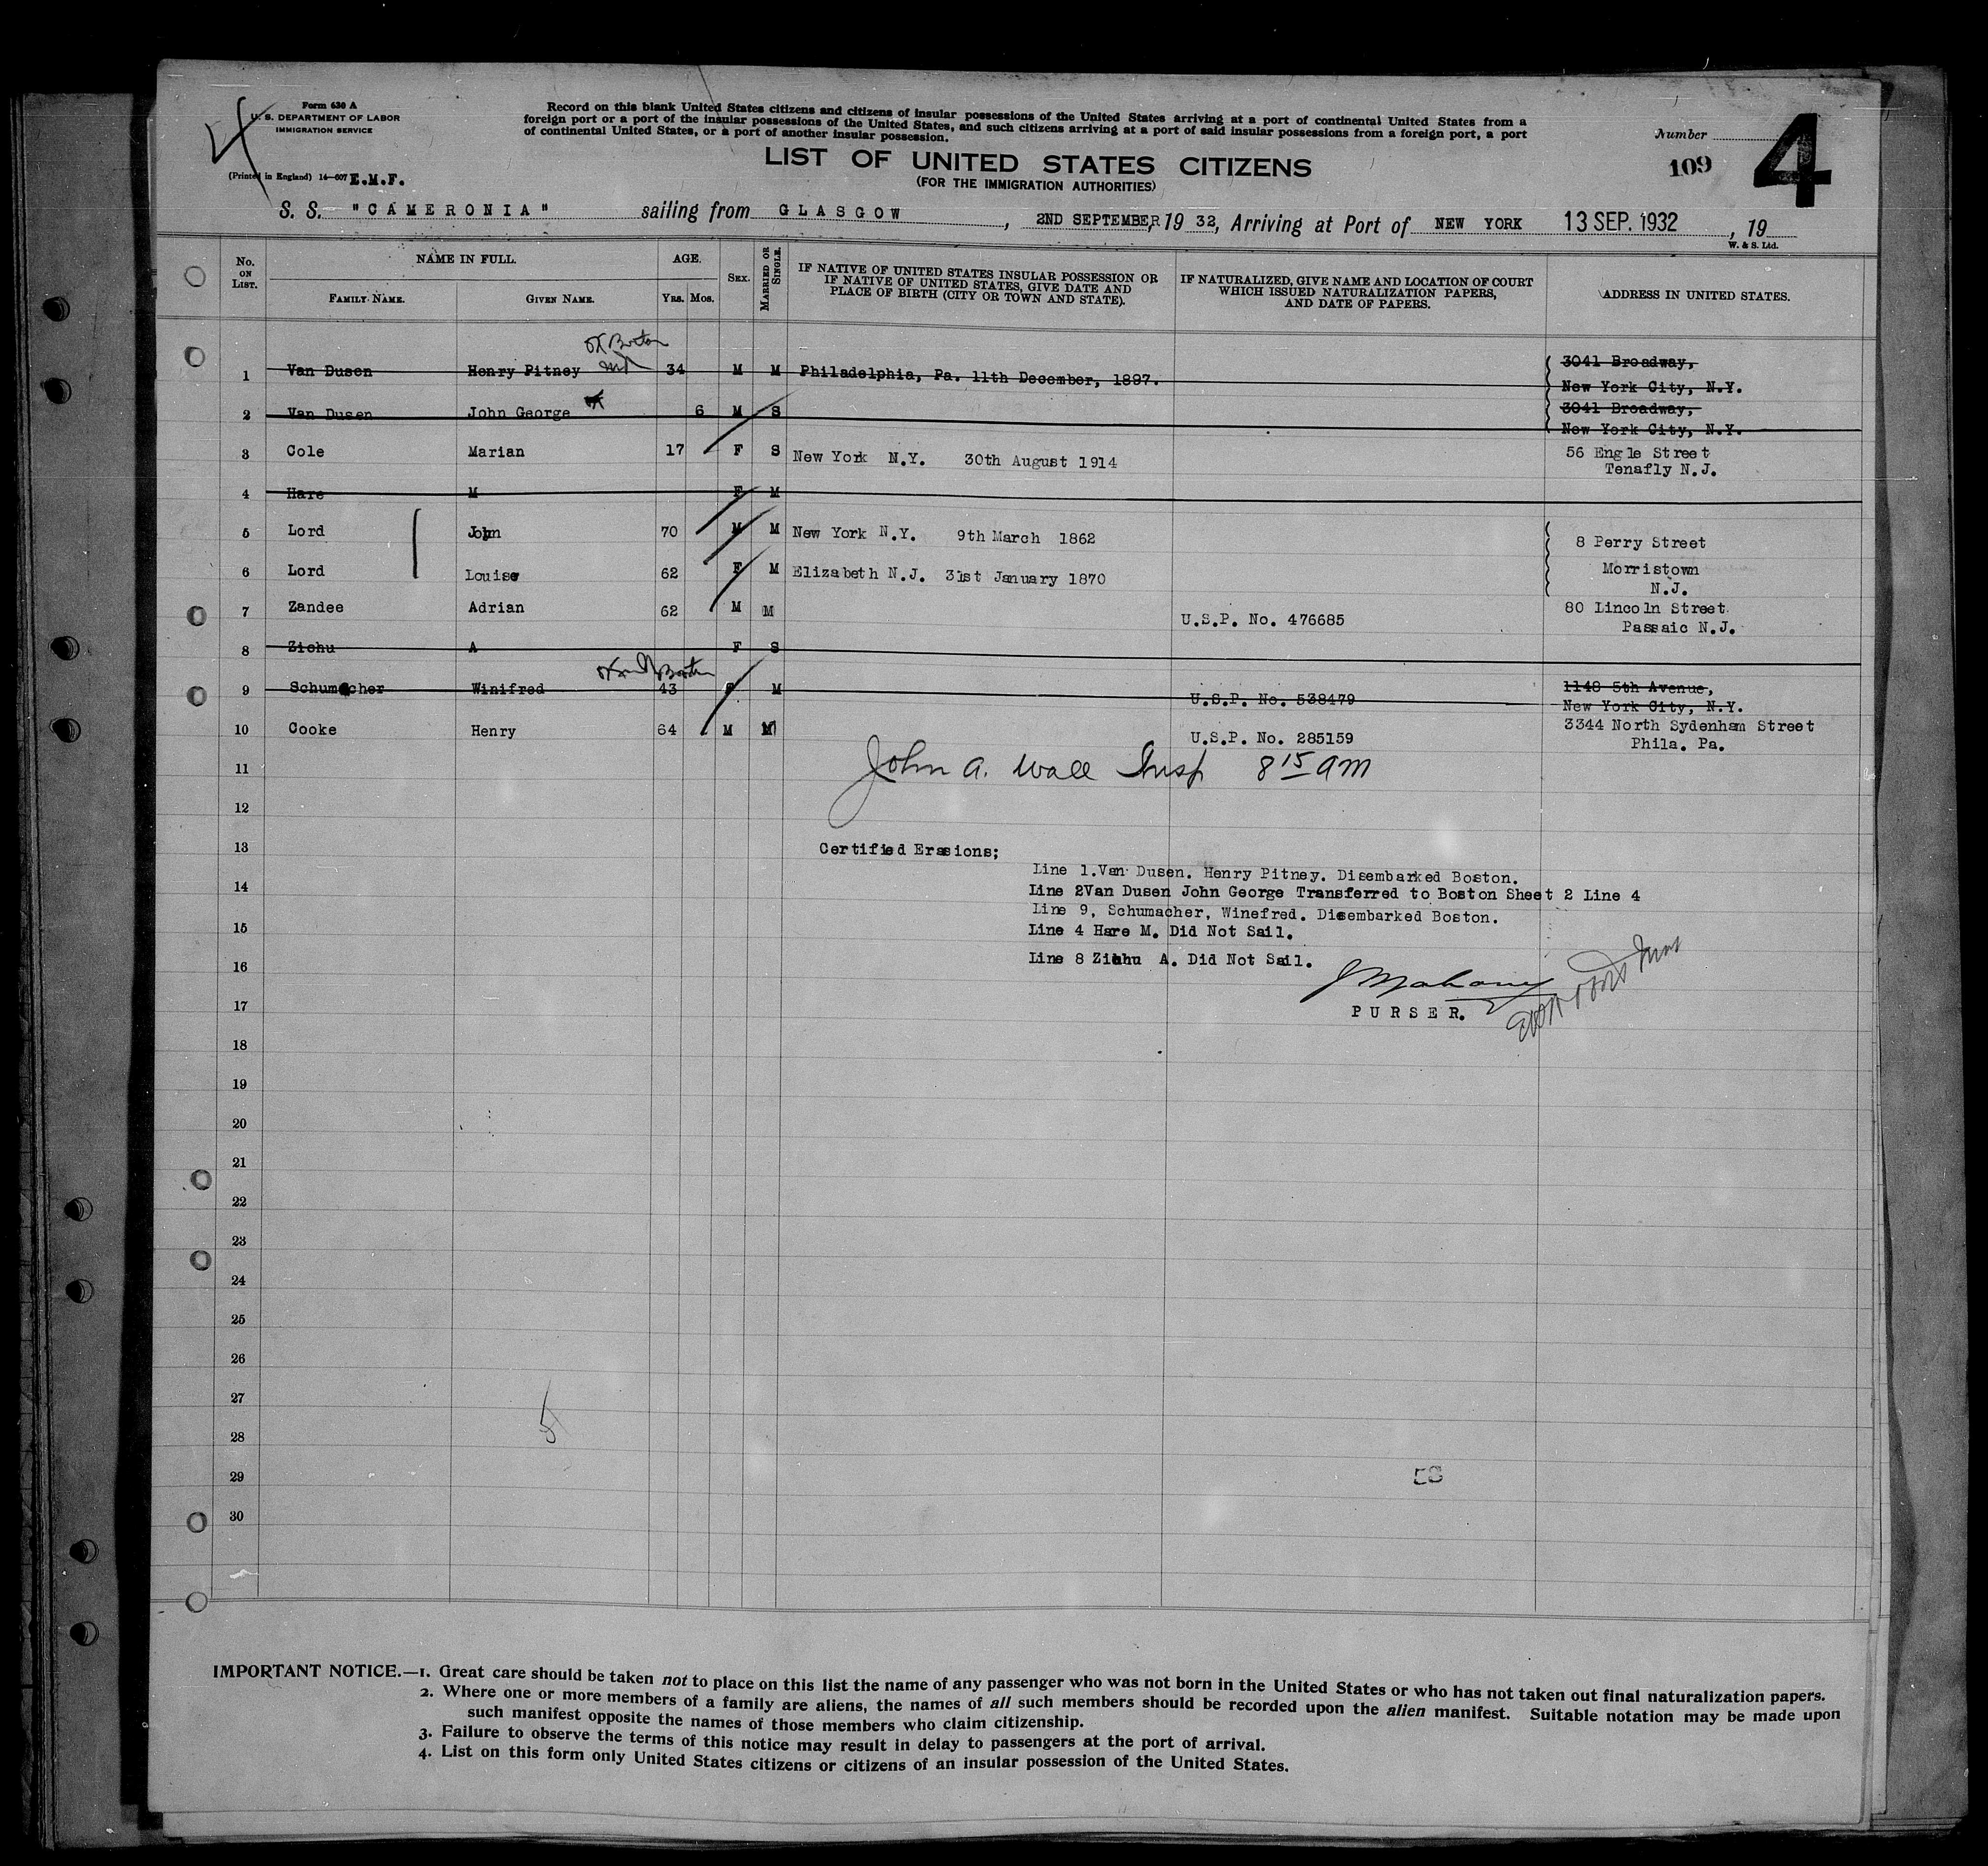 Form 630 A
U. S. DEPARTMENT OF LABOR
IMMIGRATION SERVICE
(Printed in England) 14—607 E.M.F.
Record on this blank United States citizens and citizens of insular possessions of the United States arriving at a port of continental United States from a
foreign port or a port of the insular possessions of the United States, and such citizens arriving at a port of said insular possessions from a foreign port, a port
of continental United States, or a port of another insular possession.
Number
4
109
LIST OF UNITED STATES CITIZENS
(FOR THE IMMIGRATION AUTHORITIES)
S. S. "CAMERONIA" sailing from GLASGOW, 2ND SEPTEMBER, 19 32, Arriving at Port of NEW YORK 13 SEP. 1932, 19
W. & S. Ltd.
No. ON LIST.
NAME IN FULL.
FAMILY NAME. GIVEN NAME.
AGE.
YRS. MOS.
SEX.
MARRIED OR SINGLE.
IF NATIVE OF UNITED STATES INSULAR POSSESSION OR
IF NATIVE OF UNITED STATES, GIVE DATE AND
PLACE OF BIRTH (CITY OR TOWN AND STATE).
IF NATURALIZED, GIVE NAME AND LOCATION OF COURT
WHICH ISSUED NATURALIZATION PAPERS,
AND DATE OF PAPERS.
ADDRESS IN UNITED STATES.
OK Boston
1 Van Dusen Henry Pitney 34 M M Philadelphia, Pa. 11th December, 1897. 3041 Broadway,
New York City, N.Y.
2 Van Dusen John George OK 6 M S 3041 Broadway,
New York City, N.Y.
3 Cole Marian 17 F S New York N.Y. 30th August 1914 56 Engle Street
Tenafly N.J.
4 Hare M F M
5 Lord John 70 M M New York N.Y. 9th March 1862 8 Perry Street
6 Lord Louise 62 F M Elizabeth N.J. 31st January 1870 Morristown
N.J.
7 Zandee Adrian 62 M M U.S.P. No. 476685 80 Lincoln Street
Passaic N.J.
8 Zichu A F S
Boston
9 Schumacher Winifred 43 F M U.S.P. No. 538479 1148 5th Avenue,
New York City, N.Y.
10 Cooke Henry 64 M M U.S.P. No. 285159 3344 North Sydenham Street
Phila. Pa.
11
John A. Wall Insp 8 15 am
12
13
Certified Erasions;
Line 1.Van Dusen. Henry Pitney. Disembarked Boston.
14
Line 2Van Dusen John George Transferred to Boston Sheet 2 Line 4
Line 9, Schumacher, Winefred. Disembarked Boston.
15
Line 4 Hare M. Did Not Sail.
16
Line 8 Zichu A. Did Not Sail.
J Mahony
17
PURSER.
18
19
20
21
22
23
24
25
26
27
28
29
30
IMPORTANT NOTICE.—1. Great care should be taken not to place on this list the name of any passenger who was not born in the United States or who has not taken out final naturalization papers.
2. Where one or more members of a family are aliens, the names of all such members should be recorded upon the alien manifest. Suitable notation may be made upon
such manifest opposite the names of those members who claim citizenship.
3. Failure to observe the terms of this notice may result in delay to passengers at the port of arrival.
4. List on this form only United States citizens or citizens of an insular possession of the United States.